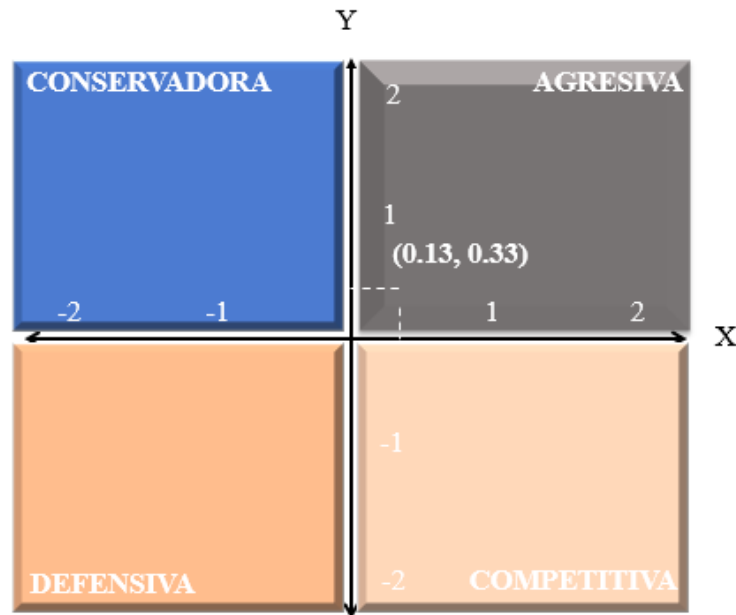 Y
CONSERVADORA
AGRESIVA
2
1
(0.13, 0.33)
-2 -1 1 2
X
-1
-2
DEFENSIVA
COMPETITIVA